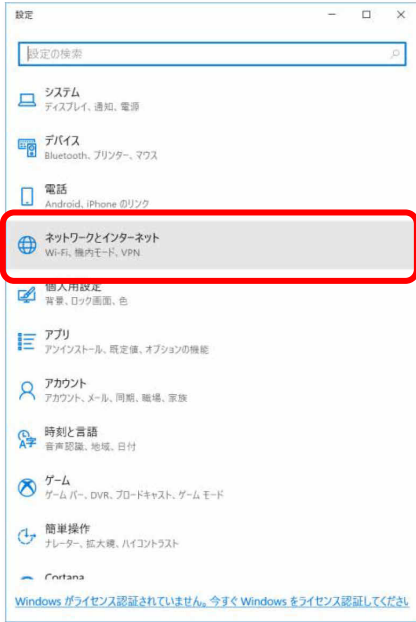 設定
設定の検索
システム
ディスプレイ、通知、電源
デバイス
Bluetooth、プリンター、マウス
電話
Android、iPhone のリンク
ネットワークとインターネット
Wi-Fi、機内モード、VPN
個人用設定
背景、ロック画面、色
アプリ
アンインストール、既定値、オプションの機能
アカウント
アカウント、メール、同期、職場、家族
時刻と言語
音声認識、地域、日付
ゲーム
ゲーム バー、DVR、ブロードキャスト、ゲーム モード
簡単操作
ナレーター、拡大鏡、ハイコントラスト
Cortana
Windows がライセンス認証されていません。今すぐ Windows をライセンス認証してくださ